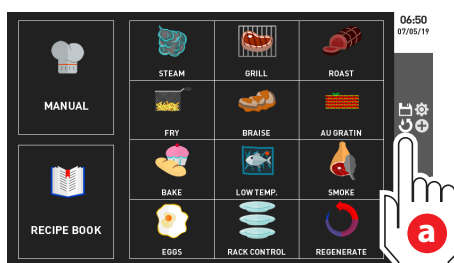 06:50
07/05/19
STEAM
GRILL
ROAST
MANUAL
FRY
BRAISE
AU GRATIN
BAKE
LOW TEMP.
SMOKE
RECIPE BOOK
EGGS
RACK CONTROL
REGENERATE
a